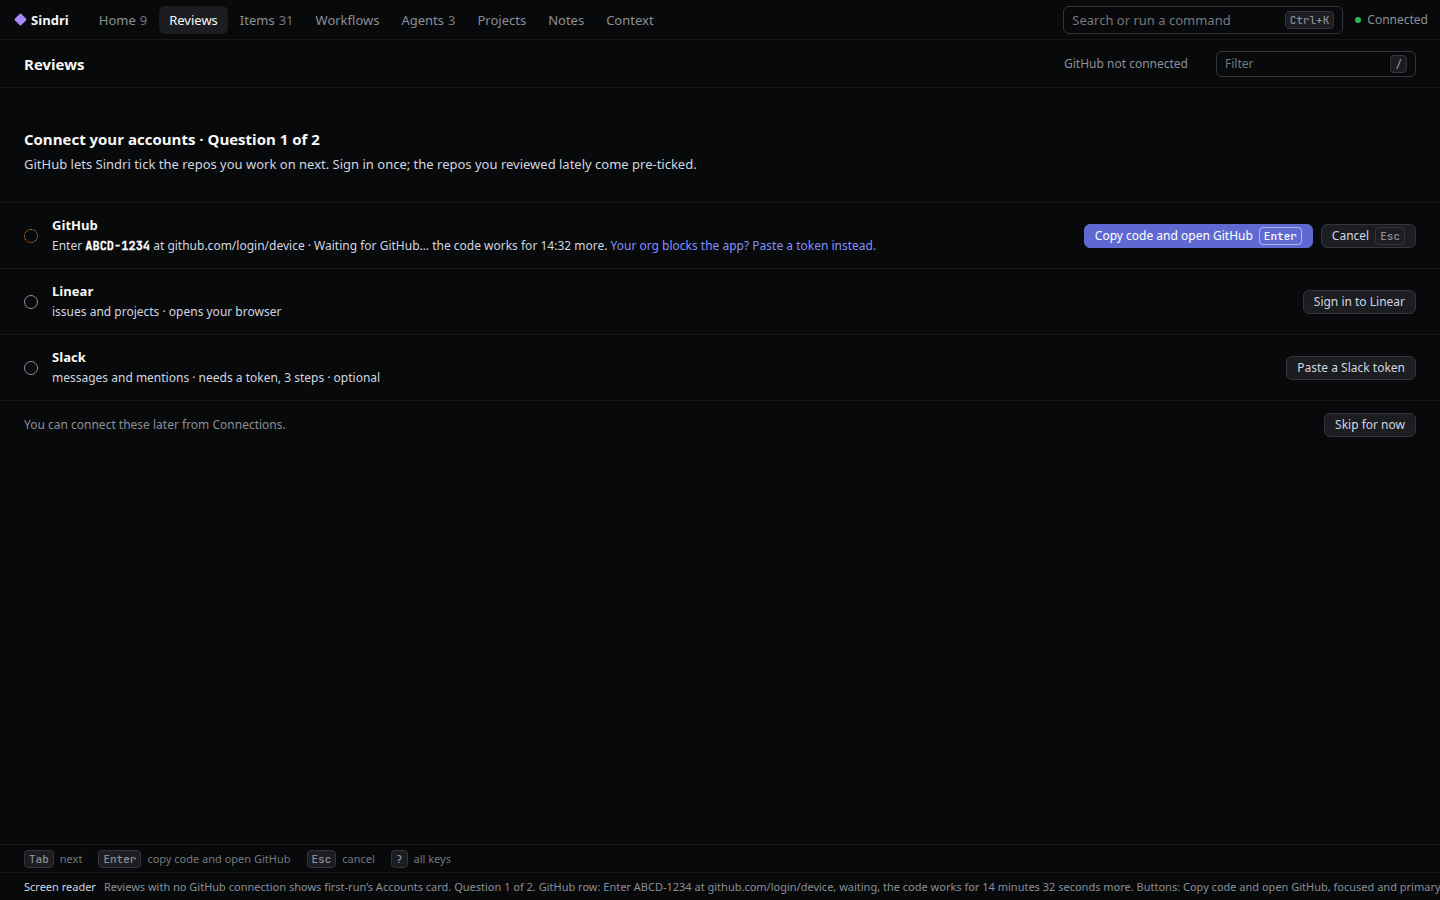 Sindri Home 9 Reviews Items 31 Workflows Agents 3 Projects Notes Context Search or run a command Ctrl+K Connected
Reviews GitHub not connected Filter /
Connect your accounts · Question 1 of 2
GitHub lets Sindri tick the repos you work on next. Sign in once; the repos you reviewed lately come pre-ticked.
GitHub
Enter ABCD-1234 at github.com/login/device · Waiting for GitHub... the code works for 14:32 more. Your org blocks the app? Paste a token instead.
Copy code and open GitHub Enter Cancel Esc
Linear
issues and projects · opens your browser
Sign in to Linear
Slack
messages and mentions · needs a token, 3 steps · optional
Paste a Slack token
You can connect these later from Connections. Skip for now
Tab next Enter copy code and open GitHub Esc cancel ? all keys
Screen reader Reviews with no GitHub connection shows first-run's Accounts card. Question 1 of 2. GitHub row: Enter ABCD-1234 at github.com/login/device, waiting, the code works for 14 minutes 32 seconds more. Buttons: Copy code and open GitHub, focused and primary